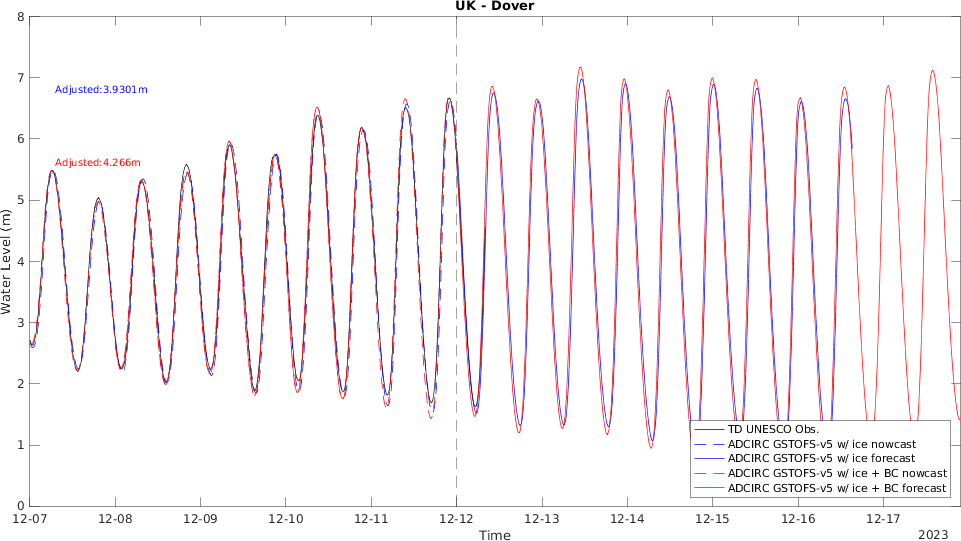 UK - Dover
8
7
6
5
4
3
2
1
0
Water Level (m)
Adjusted:3.9301m
Adjusted:4.266m
TD UNESCO Obs.
ADCIRC GSTOFS-v5 w/ ice nowcast
ADCIRC GSTOFS-v5 w/ ice forecast
ADCIRC GSTOFS-v5 w/ ice + BC nowcast
ADCIRC GSTOFS-v5 w/ ice + BC forecast
12-07 12-08 12-09 12-10 12-11 12-12 12-13 12-14 12-15 12-16 12-17
Time
2023